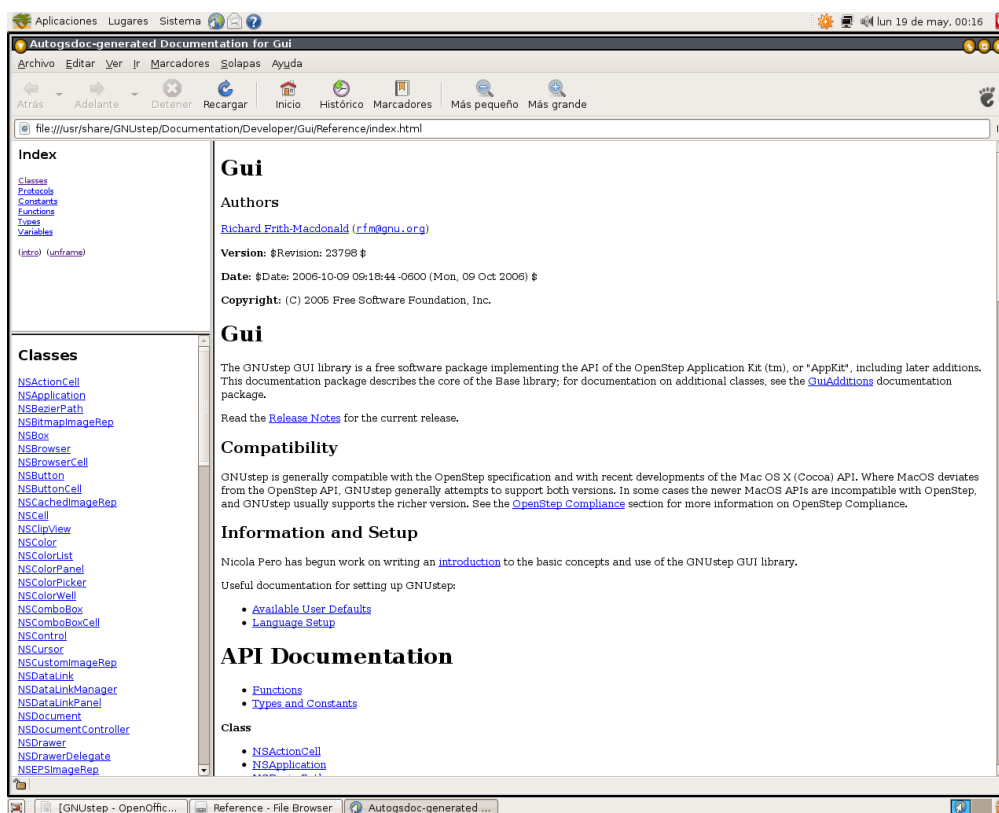 Aplicaciones Lugares Sistema
lun 19 de may, 00:16
Autogsdoc-generated Documentation for Gui
Archivo Editar Ver Ir Marcadores Solapas Ayuda
Atrás Adelante Detener Recargar Inicio Histórico Marcadores Más pequeño Más grande
file:///usr/share/GNUstep/Documentation/Developer/Gui/Reference/index.html
Index
Classes
Protocols
Constants
Functions
Types
Variables
(intro) (unframe)
Classes
NSActionCell
NSApplication
NSBezierPath
NSBitmapImageRep
NSBox
NSBrowser
NSBrowserCell
NSButton
NSButtonCell
NSCachedImageRep
NSCell
NSClipView
NSColor
NSColorList
NSColorPanel
NSColorPicker
NSColorWell
NSComboBox
NSComboBoxCell
NSControl
NSCursor
NSCustomImageRep
NSDataLink
NSDataLinkManager
NSDataLinkPanel
NSDocument
NSDocumentController
NSDrawer
NSDrawerDelegate
NSEPSImageRep
Gui
Authors
Richard Frith-Macdonald (rfm@gnu.org)
Version: $Revision: 23798 $
Date: $Date: 2006-10-09 09:18:44 -0600 (Mon, 09 Oct 2006) $
Copyright: (C) 2005 Free Software Foundation, Inc.
Gui
The GNUstep GUI library is a free software package implementing the API of the OpenStep Application Kit (tm), or "AppKit", including later additions.
This documentation package describes the core of the Base library; for documentation on additional classes, see the GuiAdditions documentation
package.
Read the Release Notes for the current release.
Compatibility
GNUstep is generally compatible with the OpenStep specification and with recent developments of the Mac OS X (Cocoa) API. Where MacOS deviates
from the OpenStep API, GNUstep generally attempts to support both versions. In some cases the newer MacOS APIs are incompatible with OpenStep,
and GNUstep usually supports the richer version. See the OpenStep Compliance section for more information on OpenStep Compliance.
Information and Setup
Nicola Pero has begun work on writing an introduction to the basic concepts and use of the GNUstep GUI library.
Useful documentation for setting up GNUstep:
Available User Defaults
Language Setup
API Documentation
Functions
Types and Constants
Class
NSActionCell
NSApplication
[GNUstep - OpenOffic... Reference - File Browser Autogsdoc-generated ...